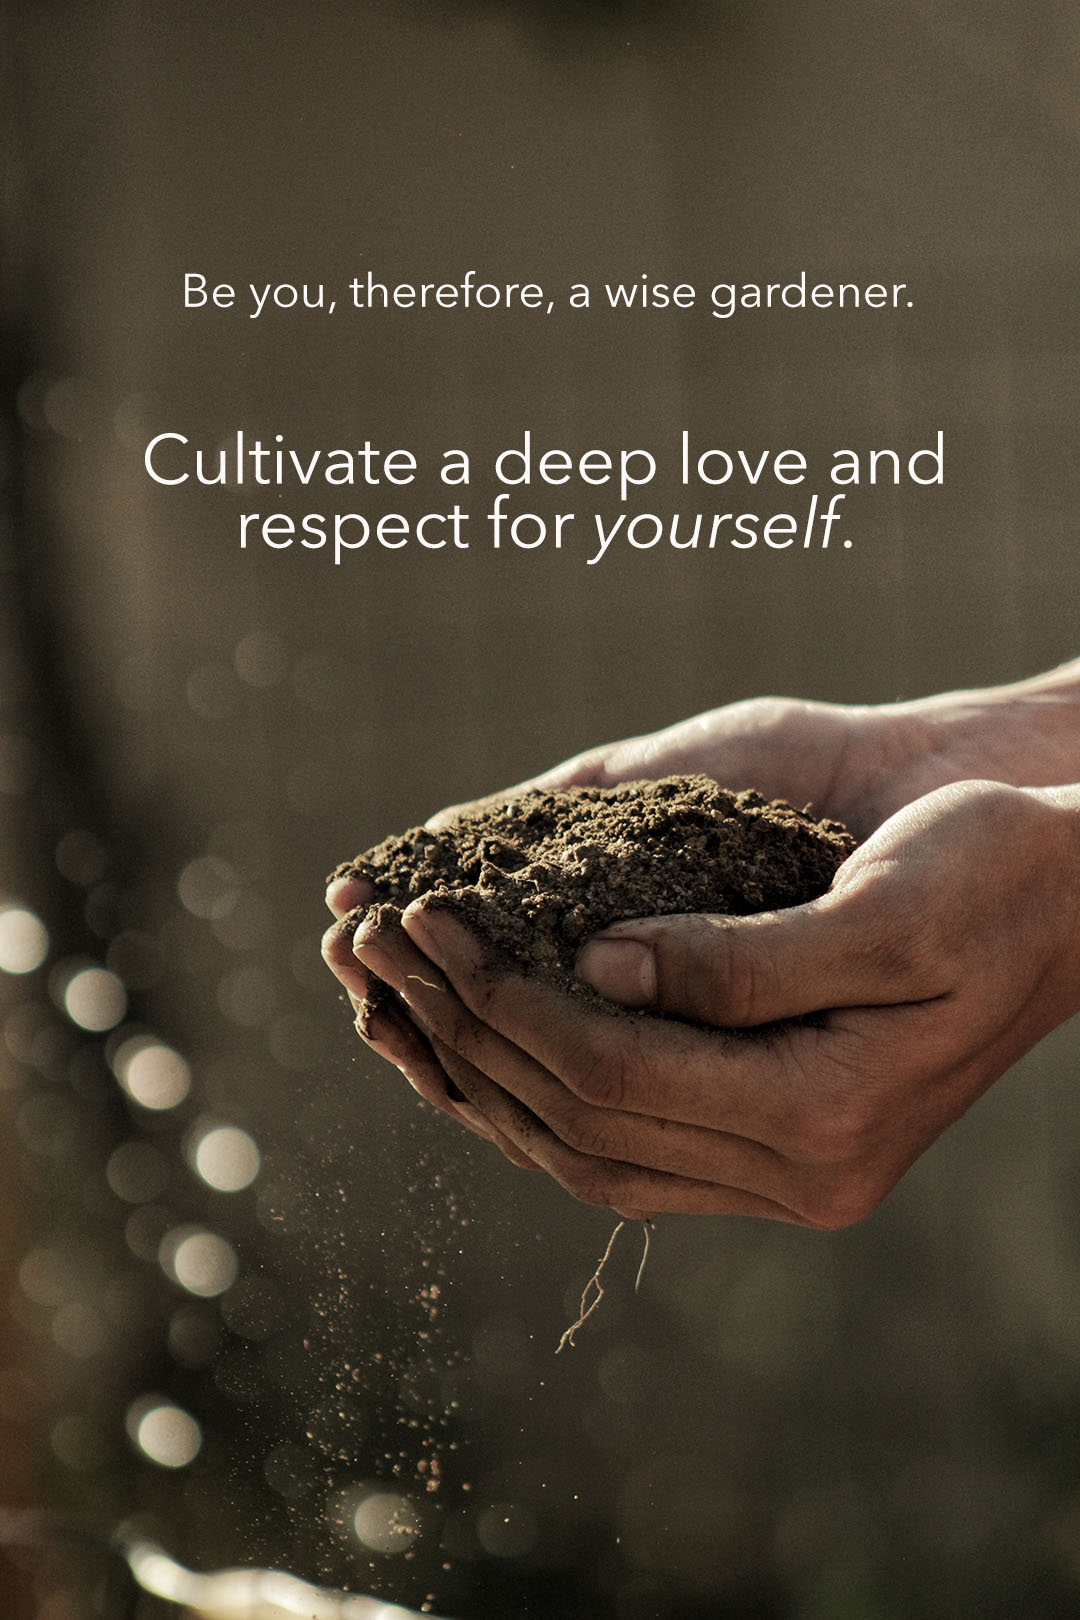 Be you, therefore, a wise gardener.
Cultivate a deep love and
respect for yourself.